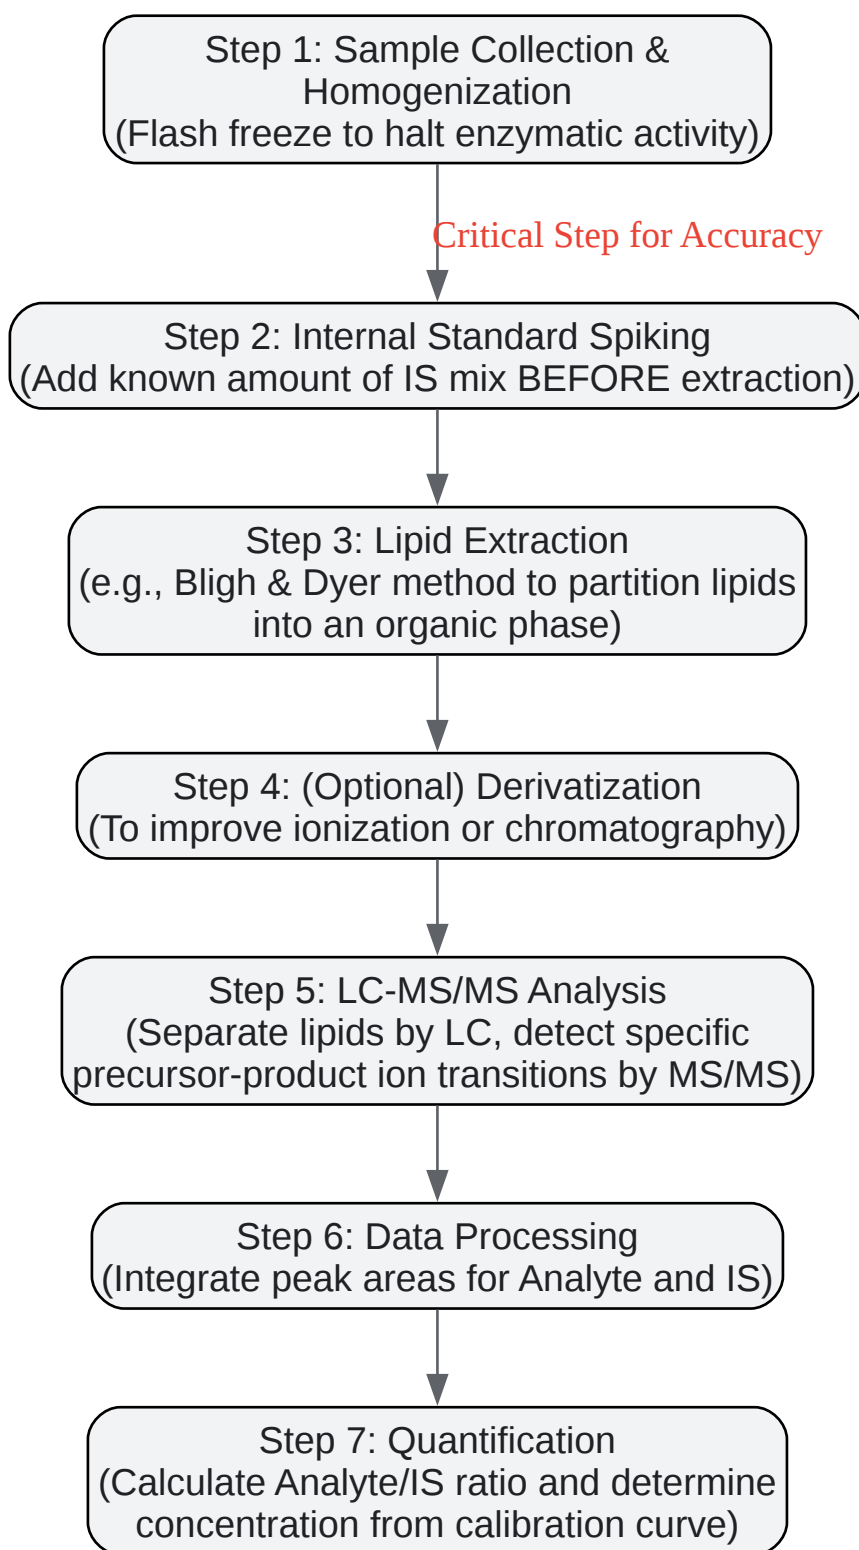 Step 1: Sample Collection &
Homogenization
(Flash freeze to halt enzymatic activity)
Critical Step for Accuracy
Step 2: Internal Standard Spiking
(Add known amount of IS mix BEFORE extraction)
Step 3: Lipid Extraction
(e.g., Bligh & Dyer method to partition lipids
into an organic phase)
Step 4: (Optional) Derivatization
(To improve ionization or chromatography)
Step 5: LC-MS/MS Analysis
(Separate lipids by LC, detect specific
precursor-product ion transitions by MS/MS)
Step 6: Data Processing
(Integrate peak areas for Analyte and IS)
Step 7: Quantification
(Calculate Analyte/IS ratio and determine
concentration from calibration curve)